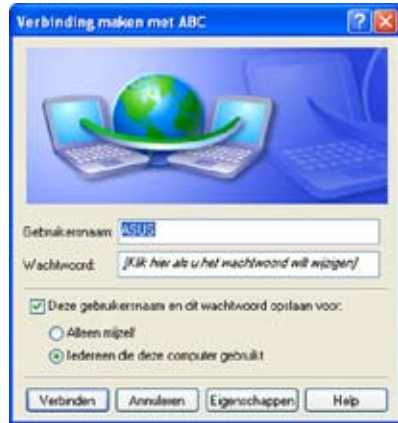 Verbinding maken met ABC
Gebruikersnaam:
ASUS
Wachtwoord:
[Klik hier als u het wachtwoord wilt wijzigen]
Deze gebruikersnaam en dit wachtwoord opslaan voor:
Alleen mijzelf
Iedereen die deze computer gebruikt
Verbinden Annuleren Eigenschappen Help